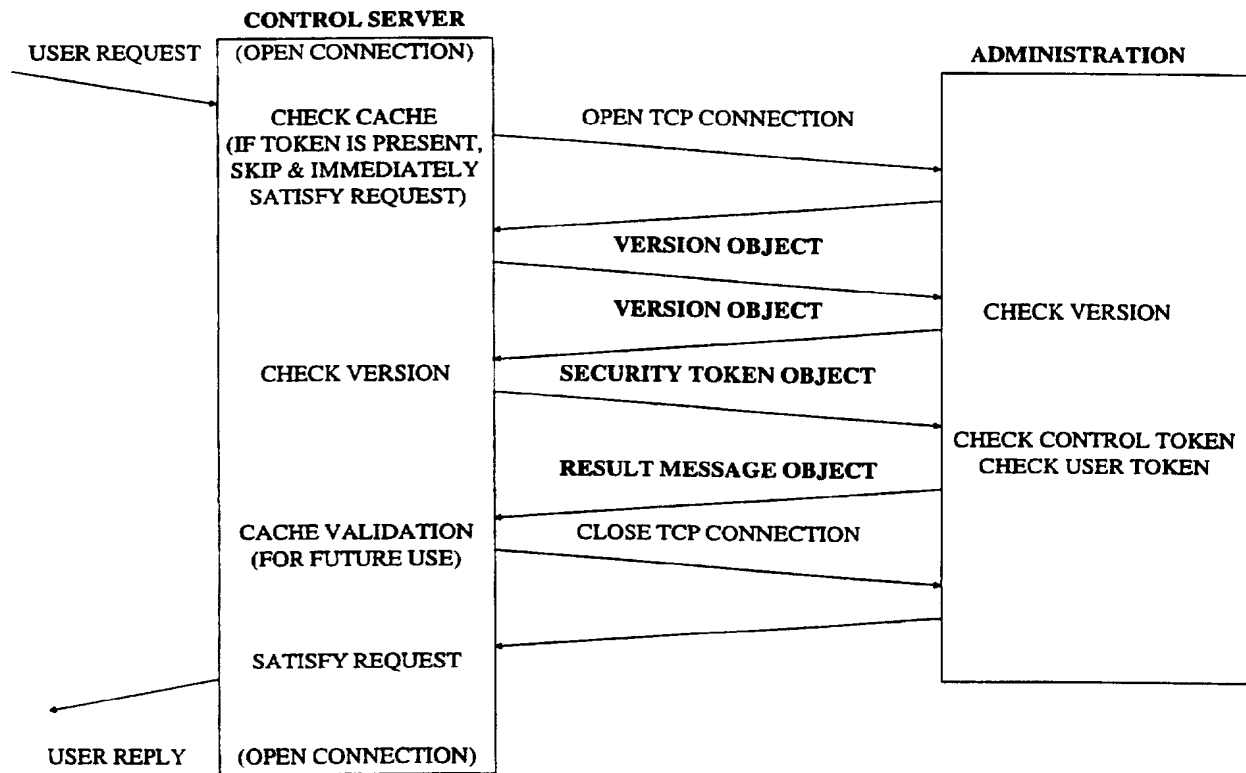 CONTROL SERVER
USER REQUEST
(OPEN CONNECTION)
ADMINISTRATION
CHECK CACHE
(IF TOKEN IS PRESENT,
SKIP & IMMEDIATELY
SATISFY REQUEST)
OPEN TCP CONNECTION
VERSION OBJECT
VERSION OBJECT
CHECK VERSION
CHECK VERSION
SECURITY TOKEN OBJECT
CHECK CONTROL TOKEN
CHECK USER TOKEN
RESULT MESSAGE OBJECT
CACHE VALIDATION
(FOR FUTURE USE)
CLOSE TCP CONNECTION
SATISFY REQUEST
USER REPLY
(OPEN CONNECTION)